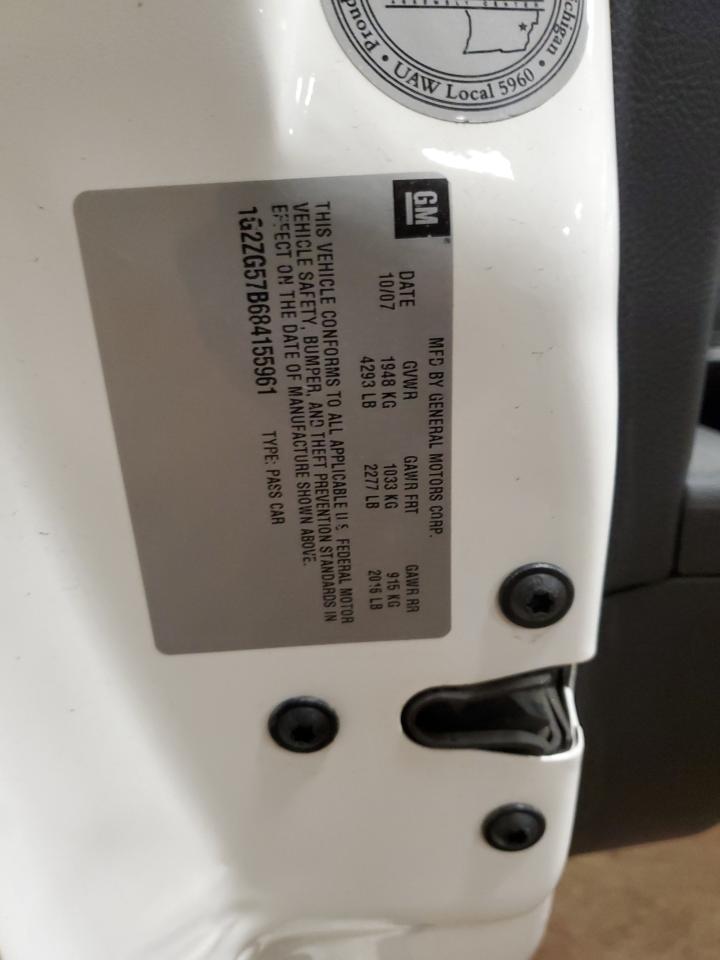 Proud
UAW Local 5960
Michigan
GM
MFD BY GENERAL MOTORS CORP.
DATE GVWR GAWR FRT GAWR RR
10/07 1948 KG 1033 KG 915 KG
4293 LB 2277 LB 2016 LB
THIS VEHICLE CONFORMS TO ALL APPLICABLE U.S. FEDERAL MOTOR
VEHICLE SAFETY, BUMPER, AND THEFT PREVENTION STANDARDS IN
EFFECT ON THE DATE OF MANUFACTURE SHOWN ABOVE.
1G2ZG57B684155961 TYPE: PASS CAR